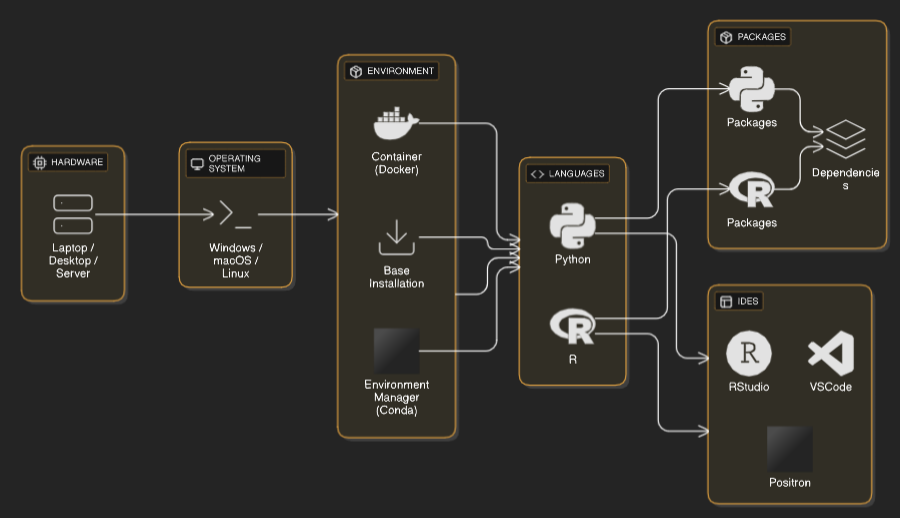 HARDWARE
Laptop /
Desktop /
Server
OPERATING
SYSTEM
Windows /
macOS /
Linux
ENVIRONMENT
Container
(Docker)
Base
Installation
Environment
Manager
(Conda)
LANGUAGES
Python
R
R
PACKAGES
Packages
R
Packages
Dependencie
s
IDES
R
RStudio
VSCode
Positron